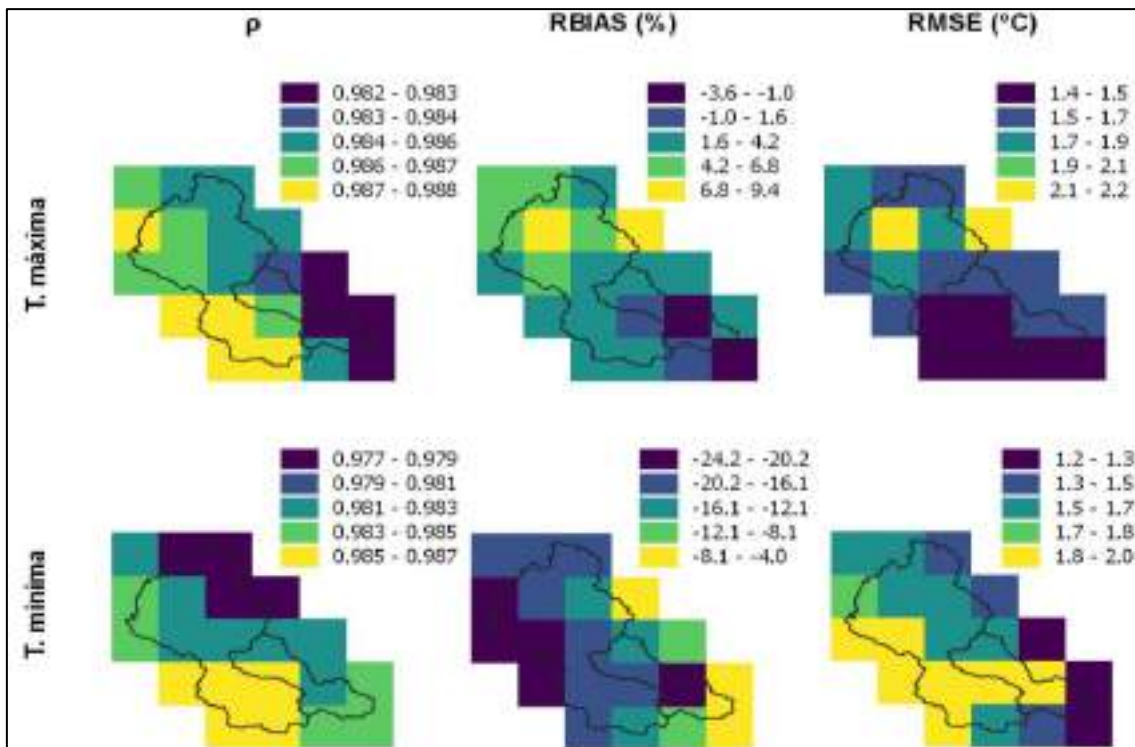 ρ RBIAS (%) RMSE (ºC)
T. máxima
0.982 - 0.983
0.983 - 0.984
0.984 - 0.986
0.986 - 0.987
0.987 - 0.988
-3.6 - -1.0
-1.0 - 1.6
1.6 - 4.2
4.2 - 6.8
6.8 - 9.4
1.4 - 1.5
1.5 - 1.7
1.7 - 1.9
1.9 - 2.1
2.1 - 2.2
T. mínima
0.977 - 0.979
0.979 - 0.981
0.981 - 0.983
0.983 - 0.985
0.985 - 0.987
-24.2 - -20.2
-20.2 - -16.1
-16.1 - -12.1
-12.1 - -8.1
-8.1 - -4.0
1.2 - 1.3
1.3 - 1.5
1.5 - 1.7
1.7 - 1.8
1.8 - 2.0